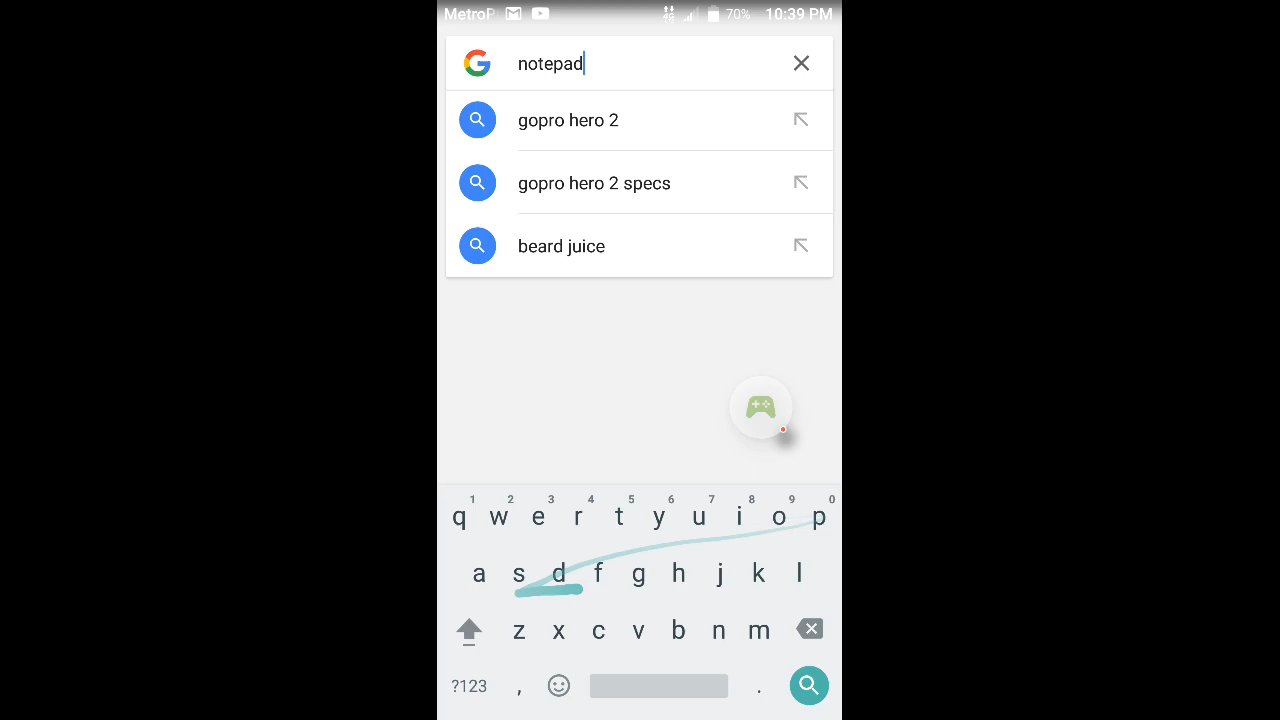 MetroP 4G 70% 10:39 PM
notepad
gopro hero 2
gopro hero 2 specs
beard juice
1 2 3 4 5 6 7 8 9 0
q w e r t y u i o p
a s d f g h j k l
z x c v b n m
?123 , .